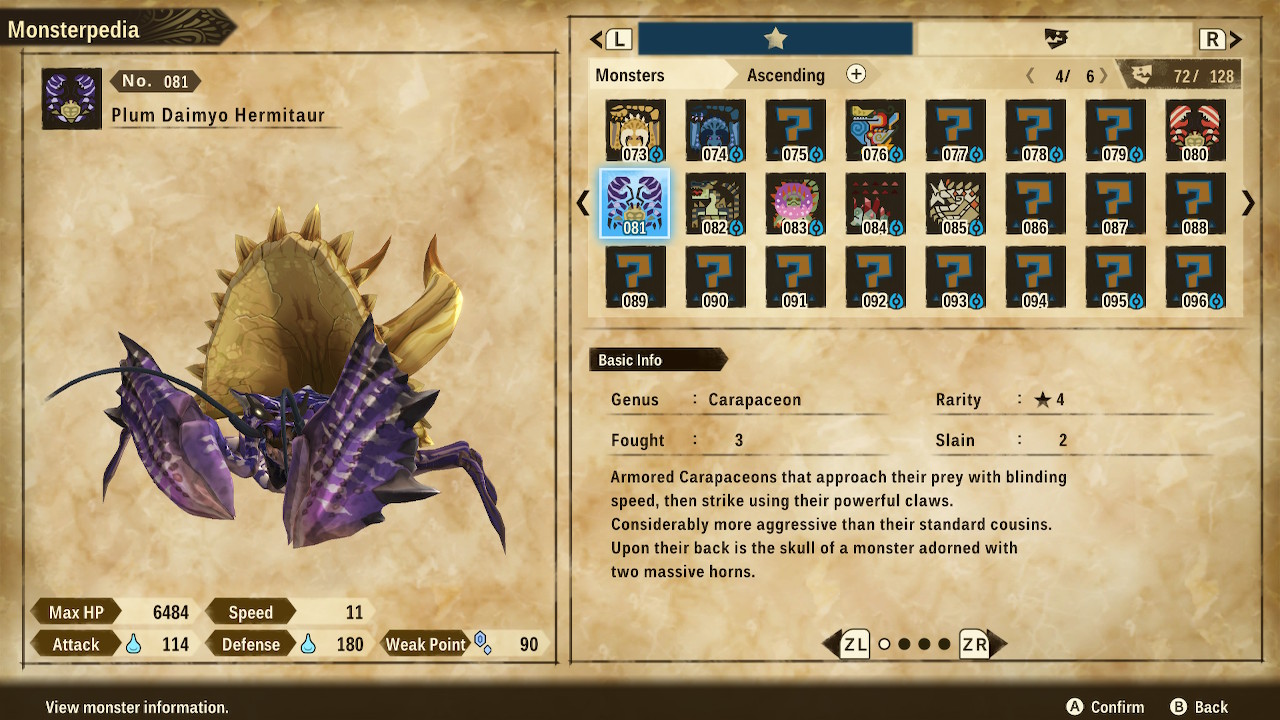 Monsterpedia
No. 081
Plum Daimyo Hermitaur
L
R
Monsters
Ascending
4/ 6
72/ 128
073 074 075 076 077 078 079 080
081 082 083 084 085 086 087 088
089 090 091 092 093 094 095 096
Basic Info
Genus : Carapaceon
Rarity : ★ 4
Fought : 3
Slain : 2
Armored Carapaceons that approach their prey with blinding
speed, then strike using their powerful claws.
Considerably more aggressive than their standard cousins.
Upon their back is the skull of a monster adorned with
two massive horns.
Max HP 6484
Speed 11
Attack 114
Defense 180
Weak Point 90
ZL
ZR
View monster information.
A Confirm
B Back